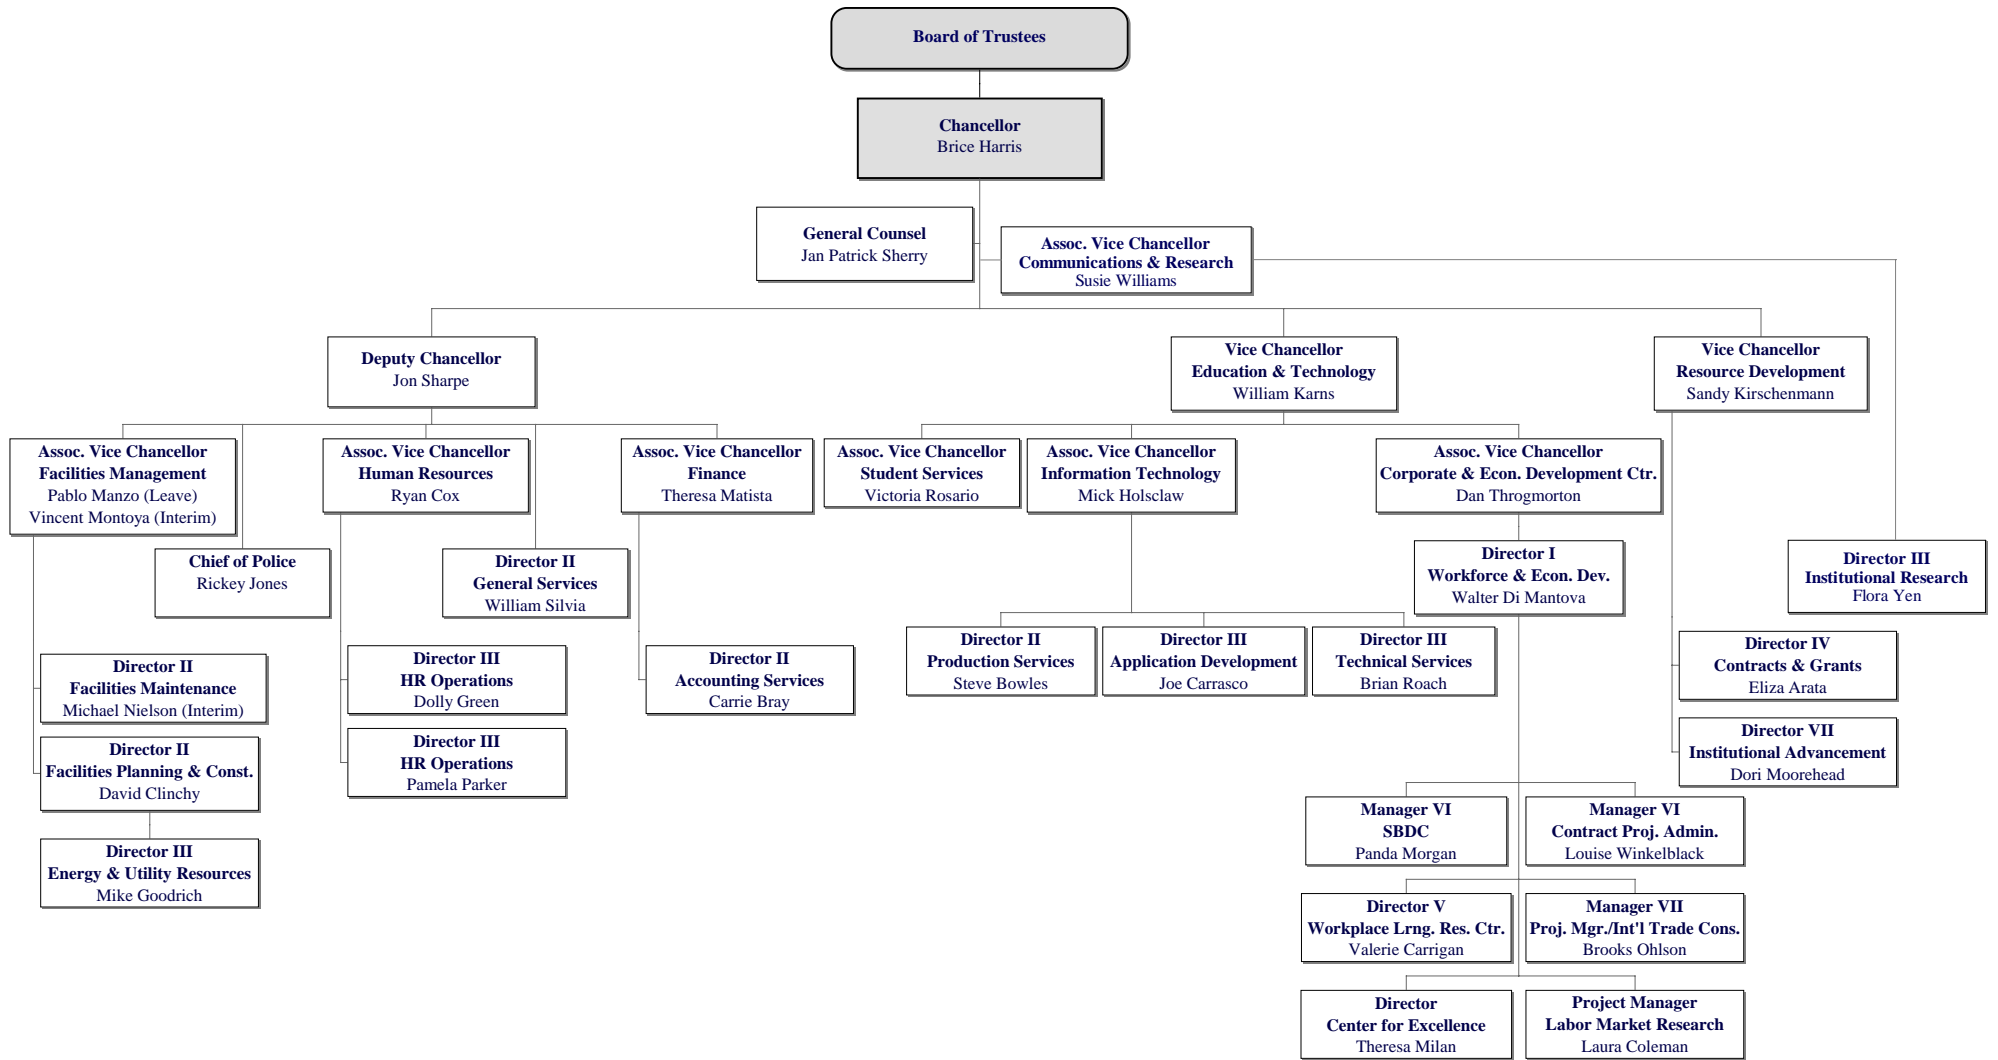 Board of Trustees
Chancellor
Brice Harris
General Counsel
Jan Patrick Sherry
Assoc. Vice Chancellor
Communications & Research
Susie Williams
Deputy Chancellor
Jon Sharpe
Vice Chancellor
Education & Technology
William Karns
Vice Chancellor
Resource Development
Sandy Kirschenmann
Assoc. Vice Chancellor
Facilities Management
Pablo Manzo (Leave)
Vincent Montoya (Interim)
Assoc. Vice Chancellor
Human Resources
Ryan Cox
Assoc. Vice Chancellor
Finance
Theresa Matista
Assoc. Vice Chancellor
Student Services
Victoria Rosario
Assoc. Vice Chancellor
Information Technology
Mick Holsclaw
Assoc. Vice Chancellor
Corporate & Econ. Development Ctr.
Dan Throgmorton
Chief of Police
Rickey Jones
Director II
General Services
William Silvia
Director I
Workforce & Econ. Dev.
Walter Di Mantova
Director III
Institutional Research
Flora Yen
Director II
Facilities Maintenance
Michael Nielson (Interim)
Director III
HR Operations
Dolly Green
Director II
Accounting Services
Carrie Bray
Director II
Production Services
Steve Bowles
Director III
Application Development
Joe Carrasco
Director III
Technical Services
Brian Roach
Director IV
Contracts & Grants
Eliza Arata
Director II
Facilities Planning & Const.
David Clinchy
Director III
HR Operations
Pamela Parker
Director VII
Institutional Advancement
Dori Moorehead
Director III
Energy & Utility Resources
Mike Goodrich
Manager VI
SBDC
Panda Morgan
Manager VI
Contract Proj. Admin.
Louise Winkelblack
Director V
Workplace Lrng. Res. Ctr.
Valerie Carrigan
Manager VII
Proj. Mgr./Int'l Trade Cons.
Brooks Ohlson
Director
Center for Excellence
Theresa Milan
Project Manager
Labor Market Research
Laura Coleman